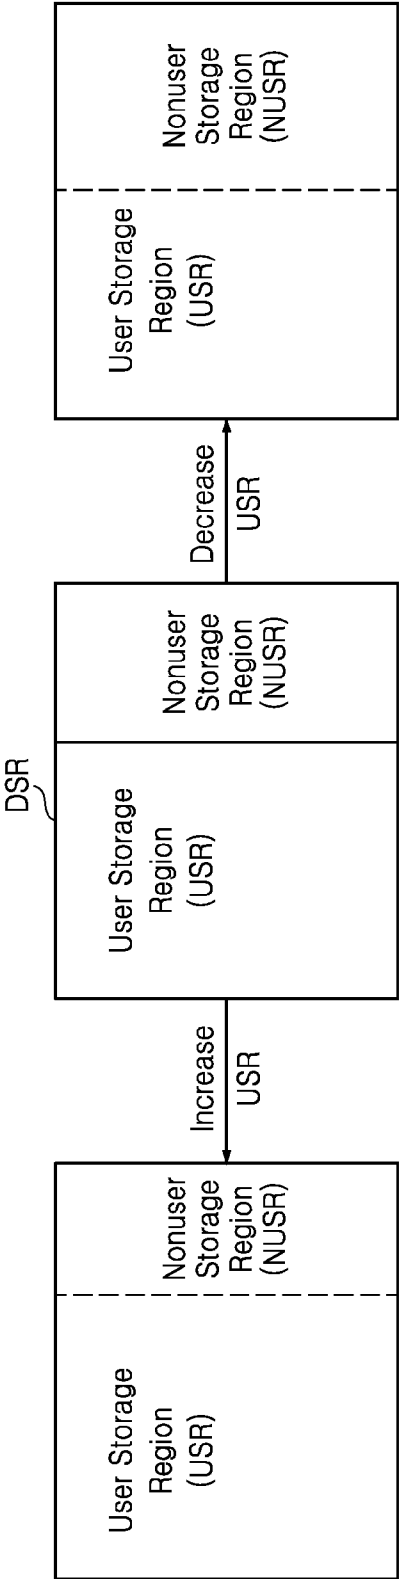 DSR
User Storage
Region
(USR)
Nonuser
Storage
Region
(NUSR)
Increase
USR
User Storage
Region
(USR)
Nonuser
Storage
Region
(NUSR)
Decrease
USR
User Storage
Region
(USR)
Nonuser
Storage
Region
(NUSR)